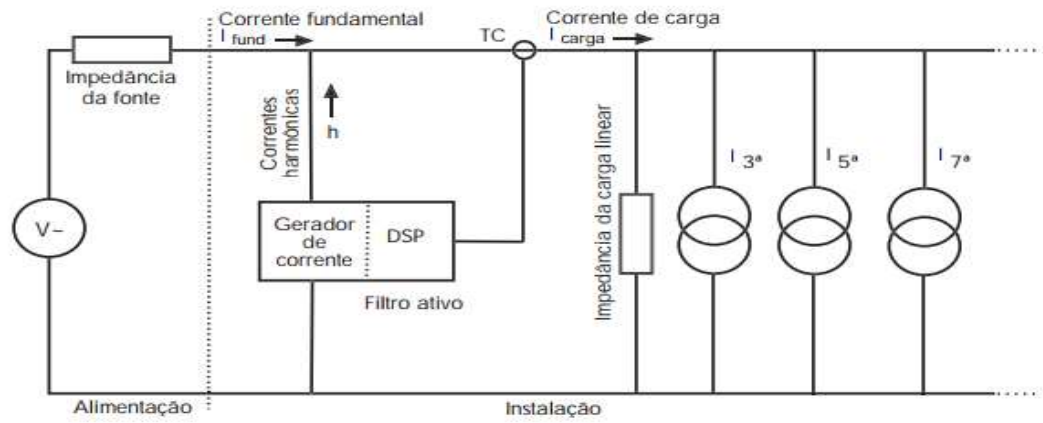 Corrente fundamental
I fund
TC
Corrente de carga
I carga
Impedância
da fonte
Correntes
harmônicas
h
Impedância da carga linear
I 3ª
I 5ª
I 7ª
V~
Gerador
de
corrente
DSP
Filtro ativo
Alimentação
Instalação